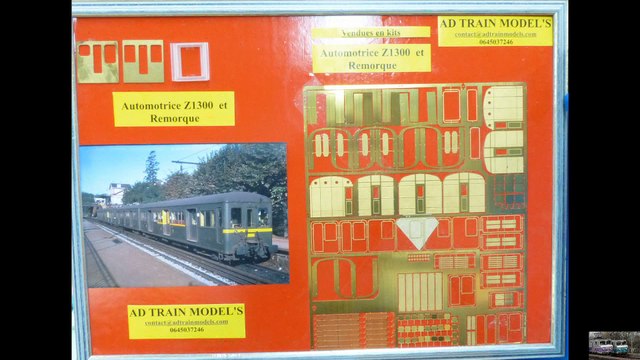 Vendues en kits
Automotrice Z1300 et
Remorque
AD TRAIN MODEL'S
contact@adtrainmodels.com
0645037246
Automotrice Z1300 et
Remorque
AD TRAIN MODEL'S
contact@adtrainmodels.com
0645037246